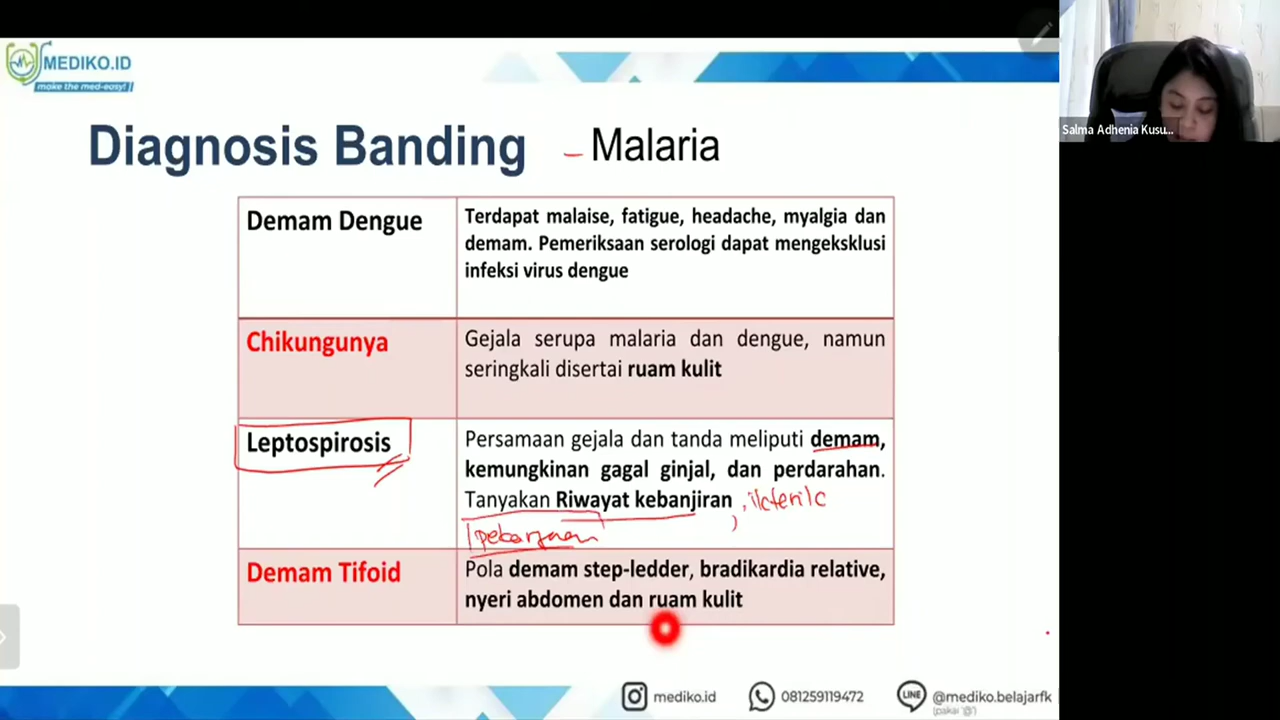 MEDIKO.ID
make the med-easy!
Salma Adhenia Kusu...
Diagnosis Banding - Malaria
Demam Dengue
Terdapat malaise, fatigue, headache, myalgia dan
demam. Pemeriksaan serologi dapat mengeksklusi
infeksi virus dengue
Chikungunya
Gejala serupa malaria dan dengue, namun
seringkali disertai ruam kulit
Leptospirosis
Persamaan gejala dan tanda meliputi demam,
kemungkinan gagal ginjal, dan perdarahan.
Tanyakan Riwayat kebanjiran , ikterik
pekerjaan
Demam Tifoid
Pola demam step-ledder, bradikardia relative,
nyeri abdomen dan ruam kulit
mediko.id
081259119472
LINE
@mediko.belajarfk
(pakai '@')